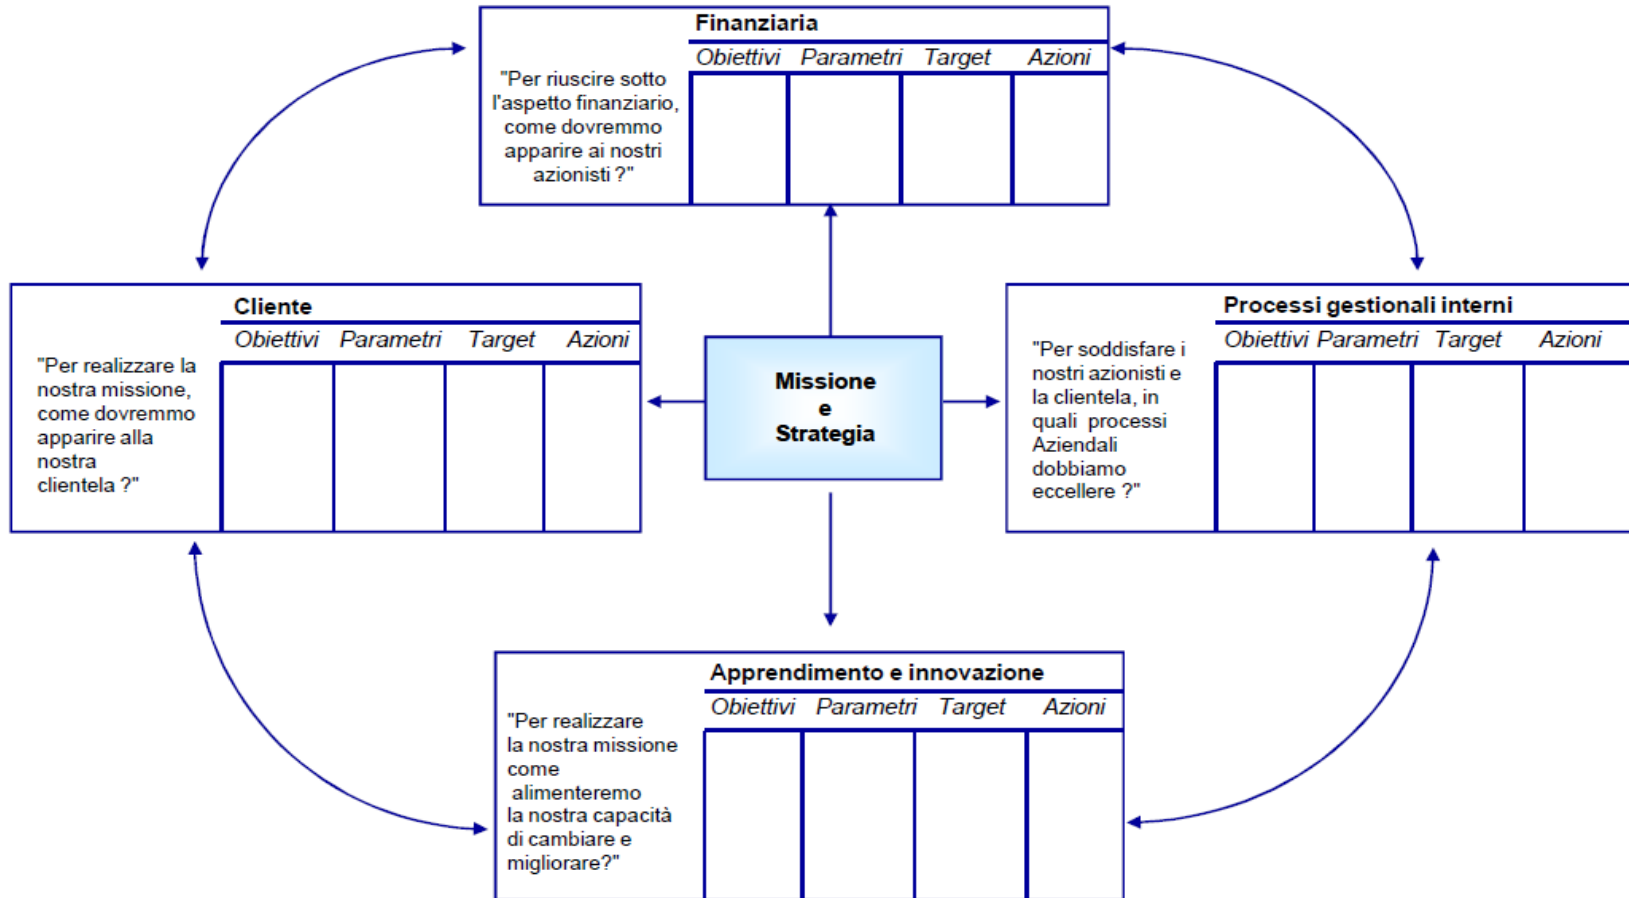 Finanziaria
Obiettivi Parametri Target Azioni
"Per riuscire sotto
l'aspetto finanziario,
come dovremmo
apparire ai nostri
azionisti ?"
Cliente
Obiettivi Parametri Target Azioni
"Per realizzare la
nostra missione,
come dovremmo
apparire alla
nostra
clientela ?"
Missione
e
Strategia
Processi gestionali interni
Obiettivi Parametri Target Azioni
"Per soddisfare i
nostri azionisti e
la clientela, in
quali processi
Aziendali
dobbiamo
eccellere ?"
Apprendimento e innovazione
Obiettivi Parametri Target Azioni
"Per realizzare
la nostra missione
come
alimenteremo
la nostra capacità
di cambiare e
migliorare?"